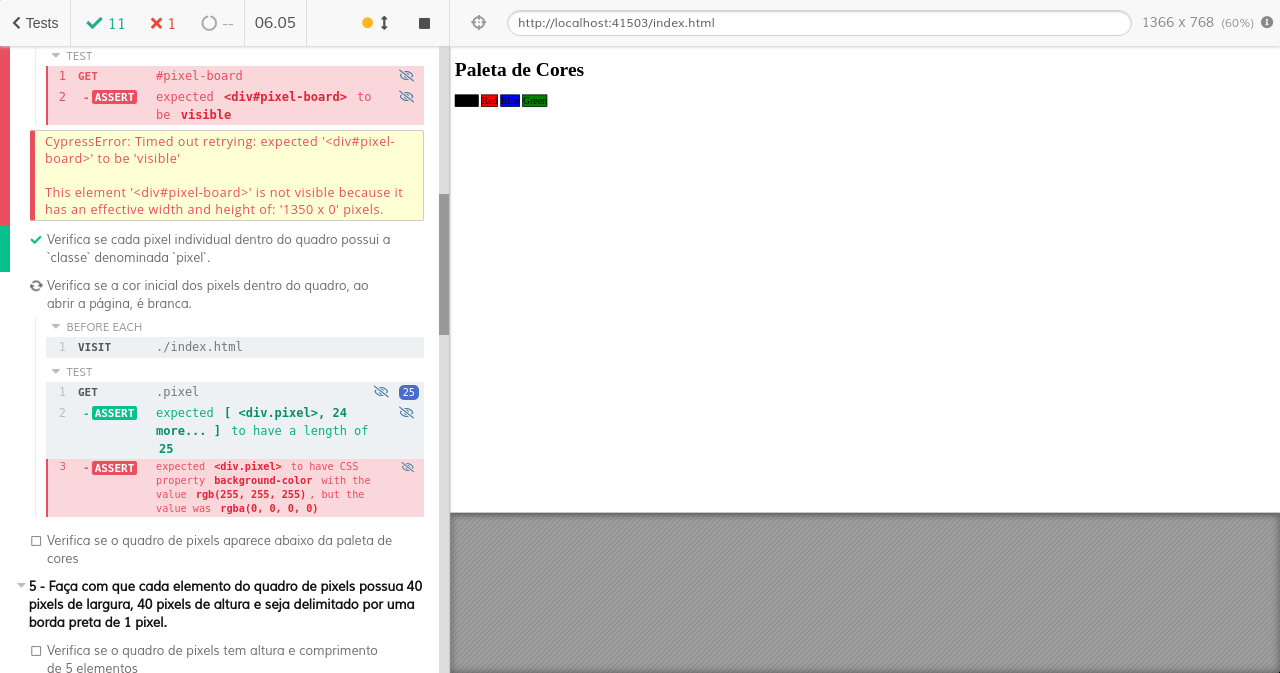 Tests
11
1
--
06.05
http://localhost:41503/index.html
1366 x 768 (60%)
TEST
1 GET #pixel-board
2 -ASSERT expected <div#pixel-board> to
be visible
CypressError: Timed out retrying: expected '<div#pixel-
board>' to be 'visible'
This element '<div#pixel-board>' is not visible because it
has an effective width and height of: '1350 x 0' pixels.
Verifica se cada pixel individual dentro do quadro possui a
`classe` denominada `pixel`.
Verifica se a cor inicial dos pixels dentro do quadro, ao
abrir a página, é branca.
BEFORE EACH
1 VISIT ./index.html
TEST
1 GET .pixel 25
2 -ASSERT expected [ <div.pixel>, 24
more... ] to have a length of
25
3 -ASSERT expected <div.pixel> to have CSS
property background-color with the
value rgb(255, 255, 255) , but the
value was rgba(0, 0, 0, 0)
Verifica se o quadro de pixels aparece abaixo da paleta de
cores
5 - Faça com que cada elemento do quadro de pixels possua 40
pixels de largura, 40 pixels de altura e seja delimitado por uma
borda preta de 1 pixel.
Verifica se o quadro de pixels tem altura e comprimento
de 5 elementos
Paleta de Cores
Red Blue Green